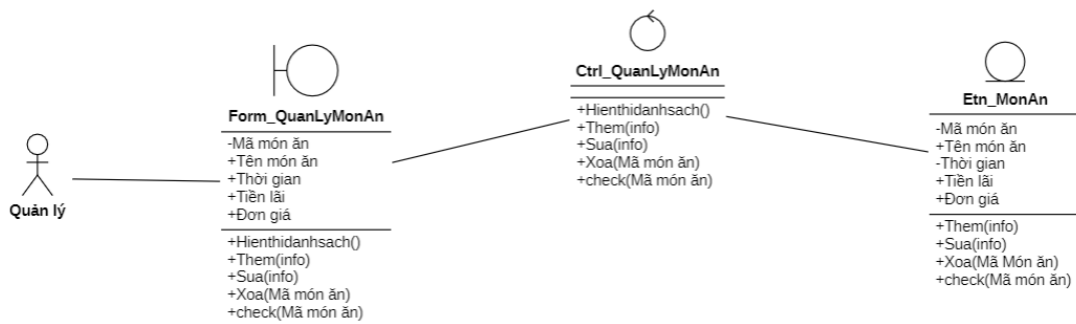 Quản lý
Form_QuanLyMonAn
-Mã món ăn
+Tên món ăn
+Thời gian
+Tiền lãi
+Đơn giá
+Hienthidanhsach()
+Them(info)
+Sua(info)
+Xoa(Mã món ăn)
+check(Mã món ăn)
Ctrl_QuanLyMonAn
+Hienthidanhsach()
+Them(info)
+Sua(info)
+Xoa(Mã món ăn)
+check(Mã món ăn)
Etn_MonAn
-Mã món ăn
+Tên món ăn
-Thời gian
+Tiền lãi
+Đơn giá
+Them(info)
+Sua(info)
+Xoa(Mã Món ăn)
+check(Mã món ăn)